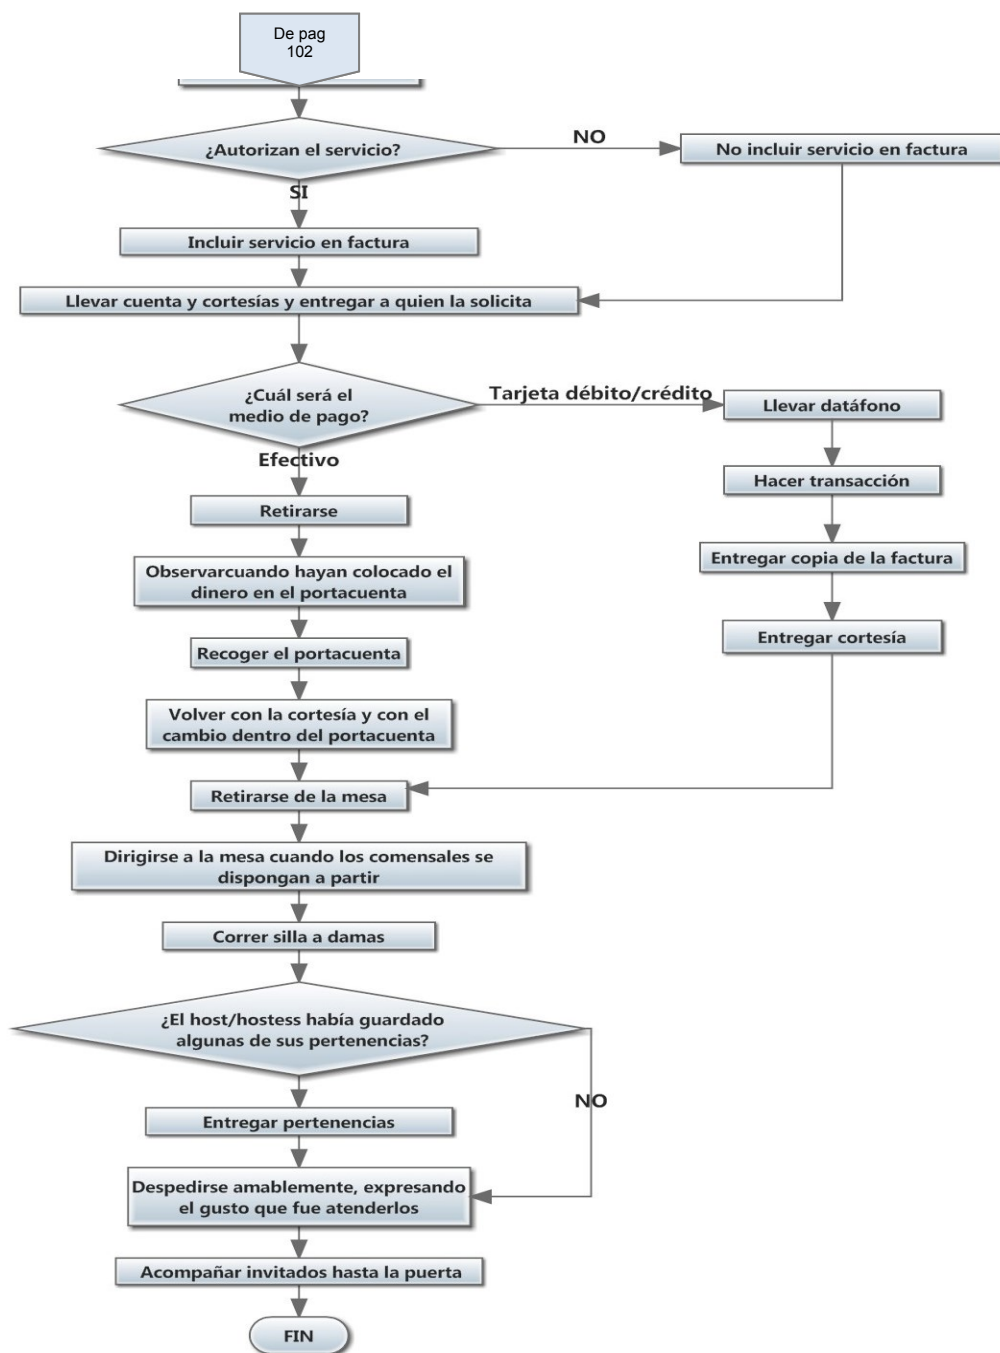 De pag
102
¿Autorizan el servicio?
NO
No incluir servicio en factura
SI
Incluir servicio en factura
Llevar cuenta y cortesías y entregar a quien la solicita
¿Cuál será el
medio de pago?
Tarjeta débito/crédito
Llevar datáfono
Efectivo
Hacer transacción
Retirarse
Entregar copia de la factura
Observarcuando hayan colocado el
dinero en el portacuenta
Entregar cortesía
Recoger el portacuenta
Volver con la cortesía y con el
cambio dentro del portacuenta
Retirarse de la mesa
Dirigirse a la mesa cuando los comensales se
dispongan a partir
Correr silla a damas
¿El host/hostess había guardado
algunas de sus pertenencias?
NO
Entregar pertenencias
Despedirse amablemente, expresando
el gusto que fue atenderlos
Acompañar invitados hasta la puerta
FIN